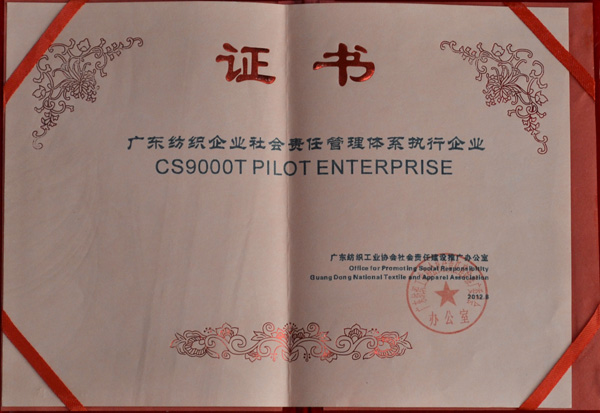 证书
广东纺织企业社会责任管理体系执行企业
CS9000T PILOT ENTERPRISE
广东纺织工业协会社会责任建设推广办公室
Office for Promoting Social Responsibility
Guang Dong National Textile and Apparel Association
2012.8
办公室